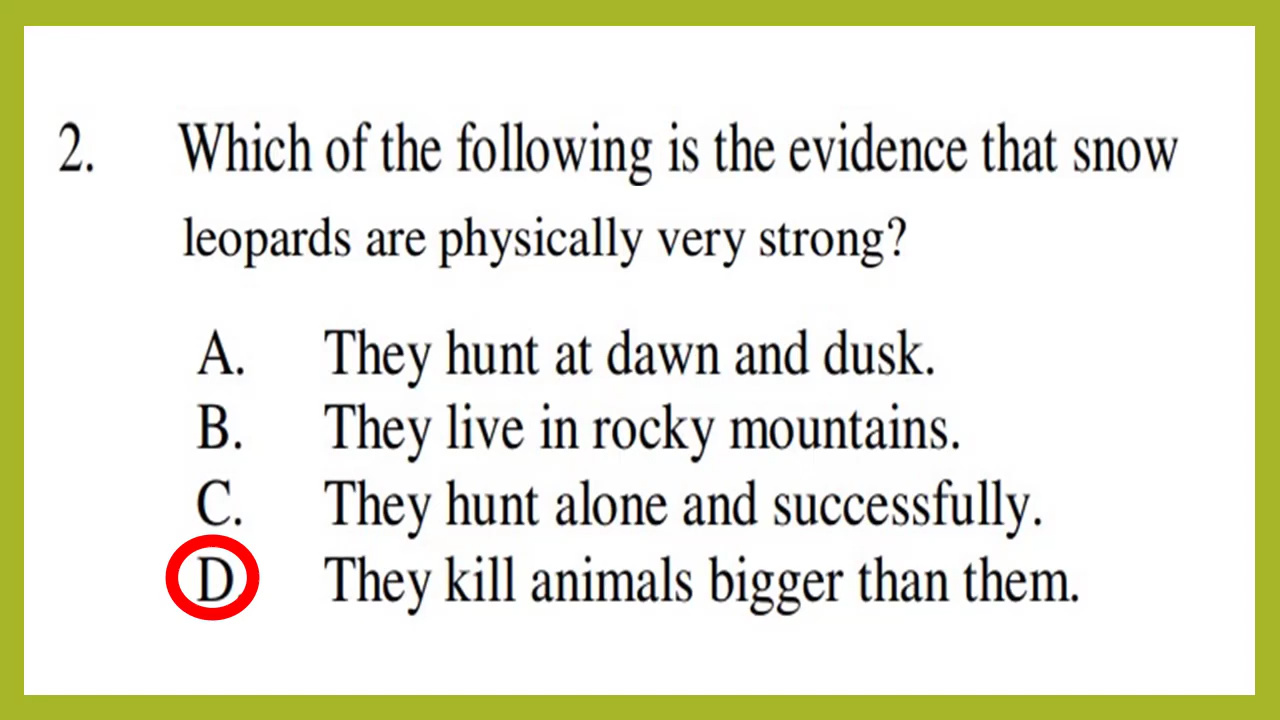 2. Which of the following is the evidence that snow
leopards are physically very strong?
A. They hunt at dawn and dusk.
B. They live in rocky mountains.
C. They hunt alone and successfully.
D. They kill animals bigger than them.